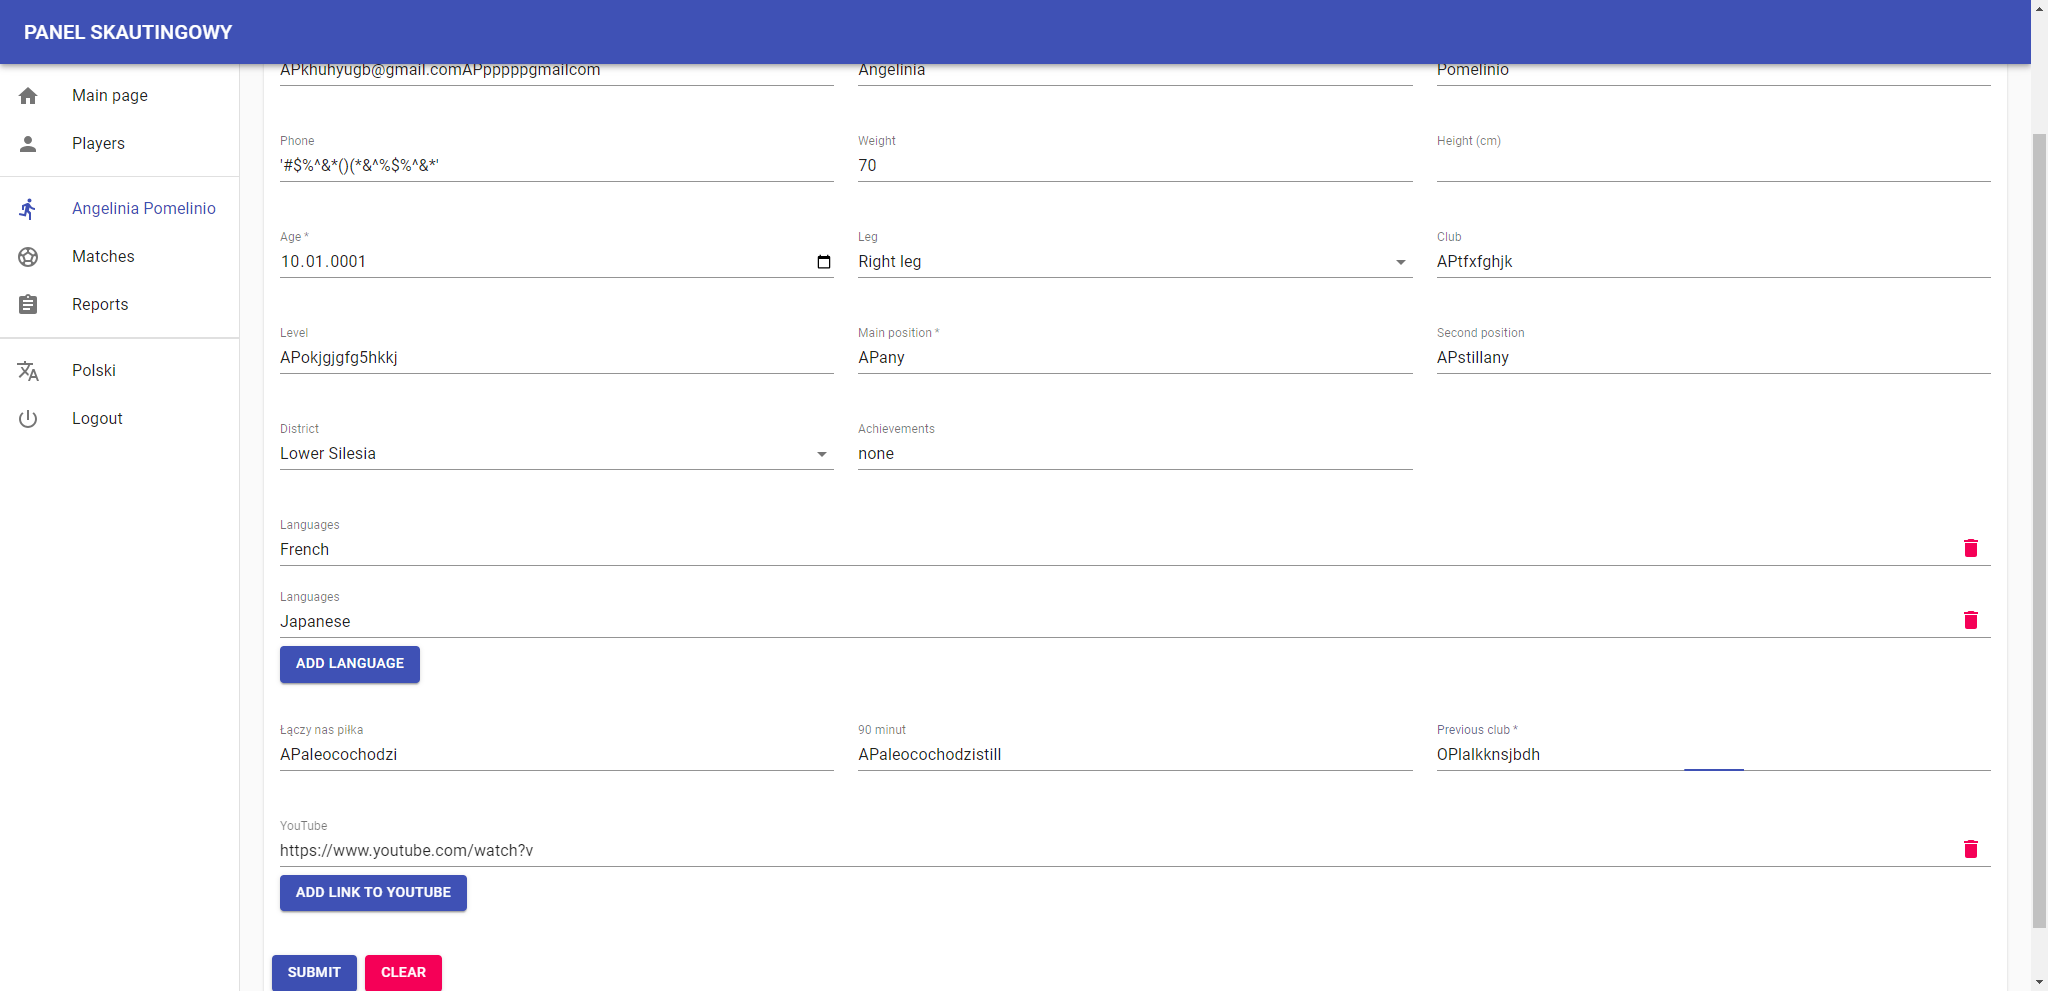 PANEL SKAUTINGOWY
Main page
Players
Angelinia Pomelinio
Matches
Reports
Polski
Logout
APkhuhyugb@gmail.comAPpppppgmailcom
Angelinia
Pomelinio
Phone
'#$%^&*()(*&^%$%^&*'
Weight
70
Height (cm)
Age *
10.01.0001
Leg
Right leg
Club
APtfxfghjk
Level
APokjgjgfg5hkkj
Main position *
APany
Second position
APstillany
District
Lower Silesia
Achievements
none
Languages
French
Languages
Japanese
ADD LANGUAGE
Łączy nas piłka
APaleocochodzi
90 minut
APaleocochodzistill
Previous club *
OPlalkknsjbdh
YouTube
https://www.youtube.com/watch?v
ADD LINK TO YOUTUBE
SUBMIT
CLEAR